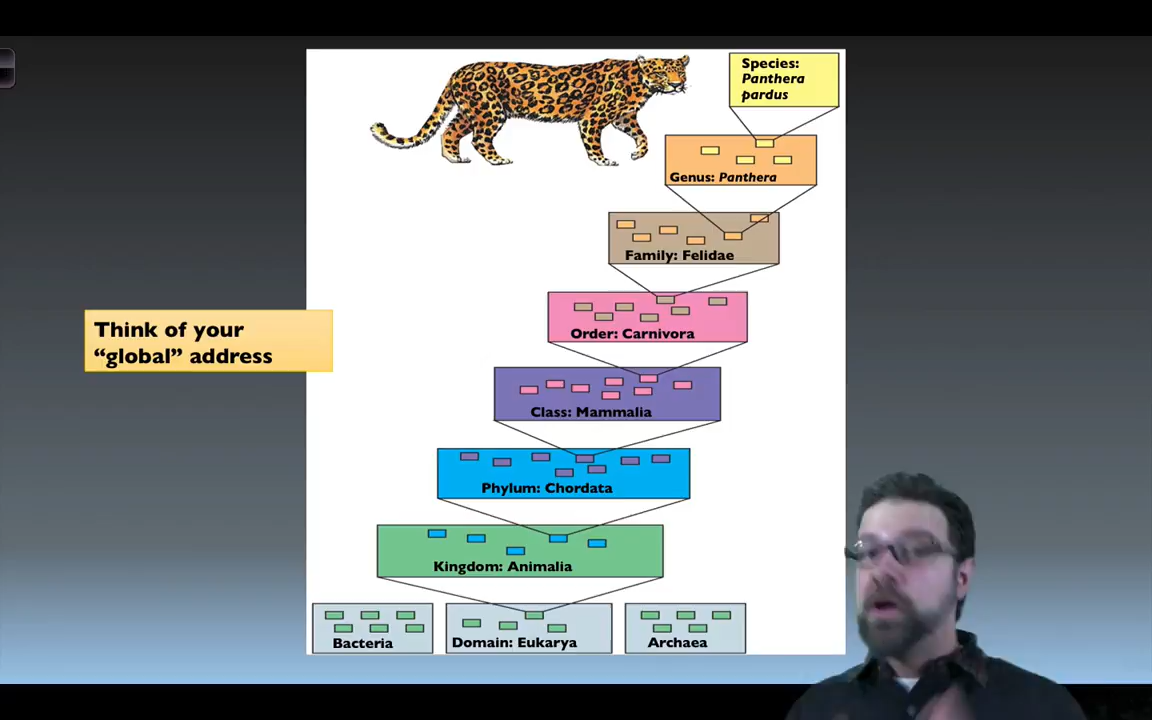 Species:
Panthera
pardus
Genus: Panthera
Family: Felidae
Think of your
“global” address
Order: Carnivora
Class: Mammalia
Phylum: Chordata
Kingdom: Animalia
Bacteria
Domain: Eukarya
Archaea